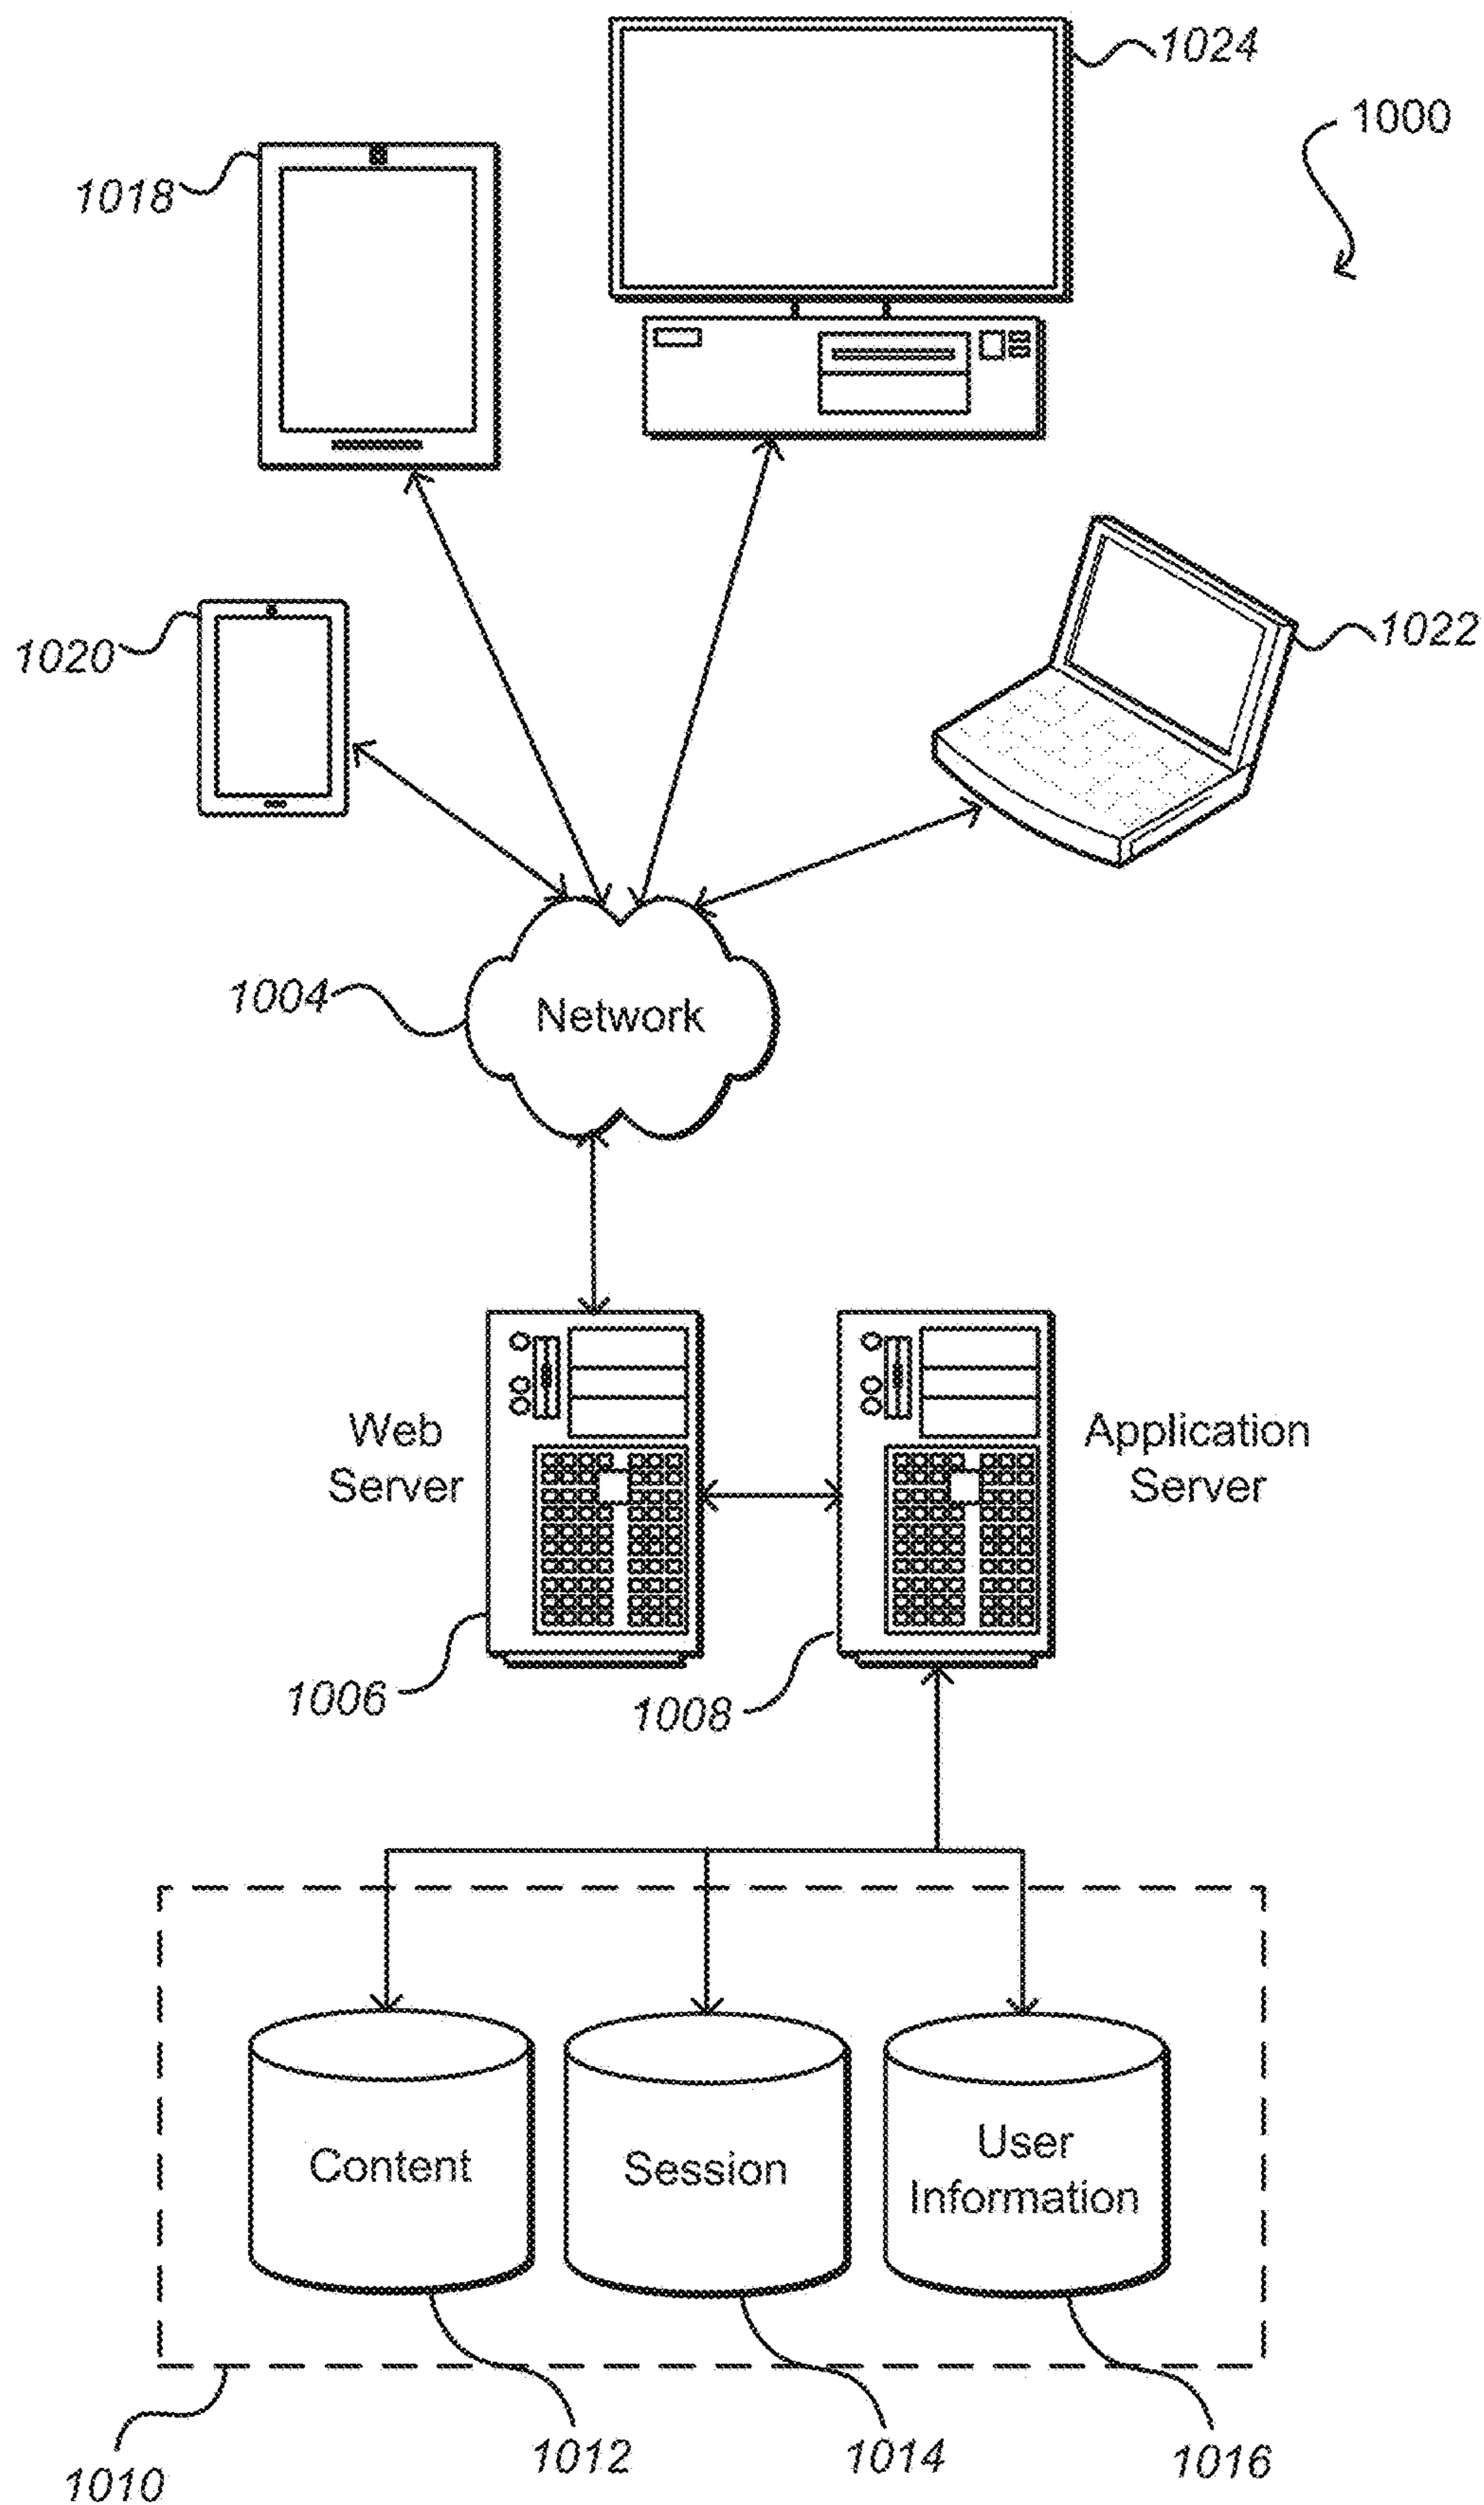 1024
1000
1018
1020
1022
1004
Network
Web
Server
Application
Server
1006
1008
Content
Session
User
Information
1010
1012
1014
1016